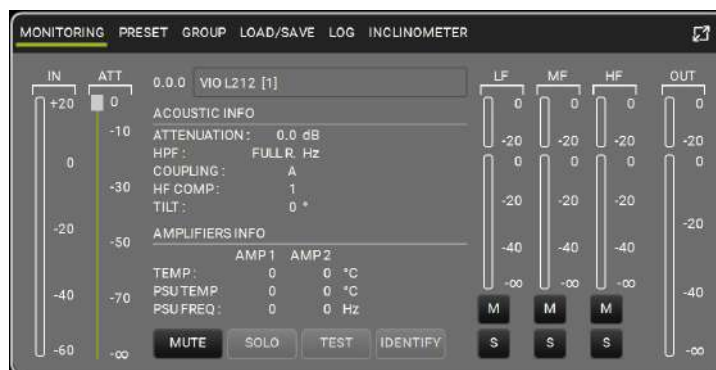 MONITORING PRESET GROUP LOAD/SAVE LOG INCLINOMETER
IN ATT LF MF HF OUT
0.0.0 VIO L212 [1]
+20 0 0 0 0 0
ACOUSTIC INFO
-10 -20 -20 -20 -20
ATTENUATION: 0.0 dB
HPF: FULL R. Hz
0 0 0 0 0
COUPLING: A
HF COMP: 1
-30 -20 -20 -20
TILT: 0 °
-20 -20
AMPLIFIERS INFO
-50 -40 -40 -40
AMP 1 AMP 2
TEMP: 0 0 °C
-∞ -∞ -∞
PSU TEMP 0 0 °C
-40 -70 -40
PSU FREQ: 0 0 Hz
M M M
MUTE SOLO TEST IDENTIFY S S S
-60 -∞ -∞